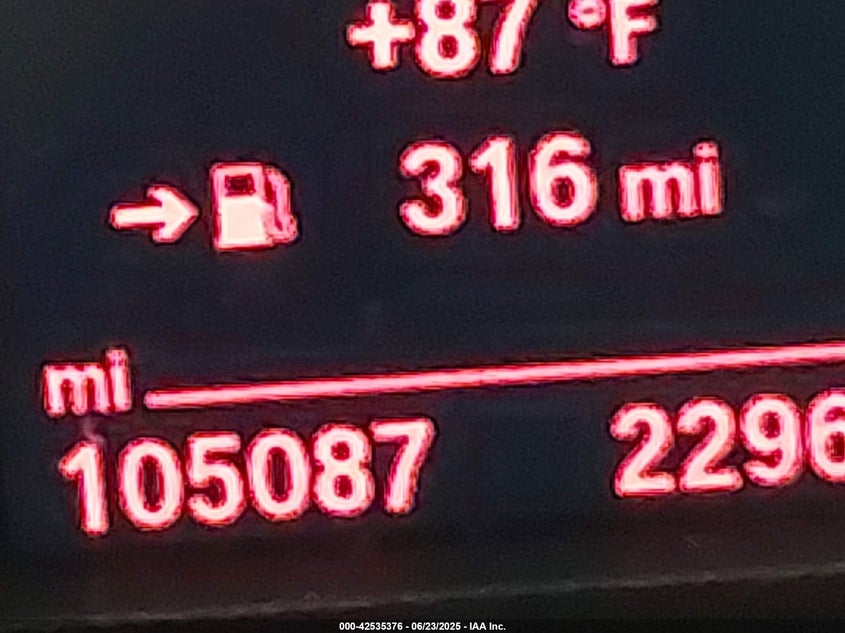 +87 °F
316 mi
mi
105087 2296
000-42535376 - 06/23/2025 - IAA Inc.